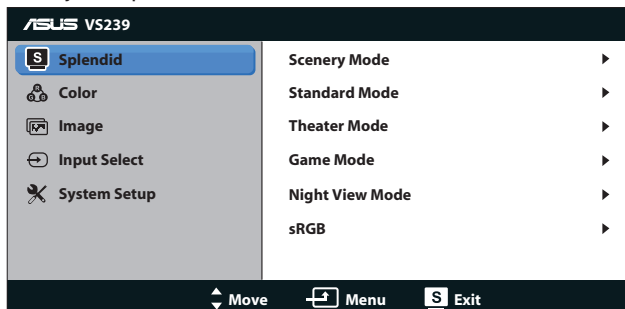 ASUS VS239
S Splendid
Color
Image
Input Select
System Setup
Scenery Mode
Standard Mode
Theater Mode
Game Mode
Night View Mode
sRGB
Move Menu S Exit